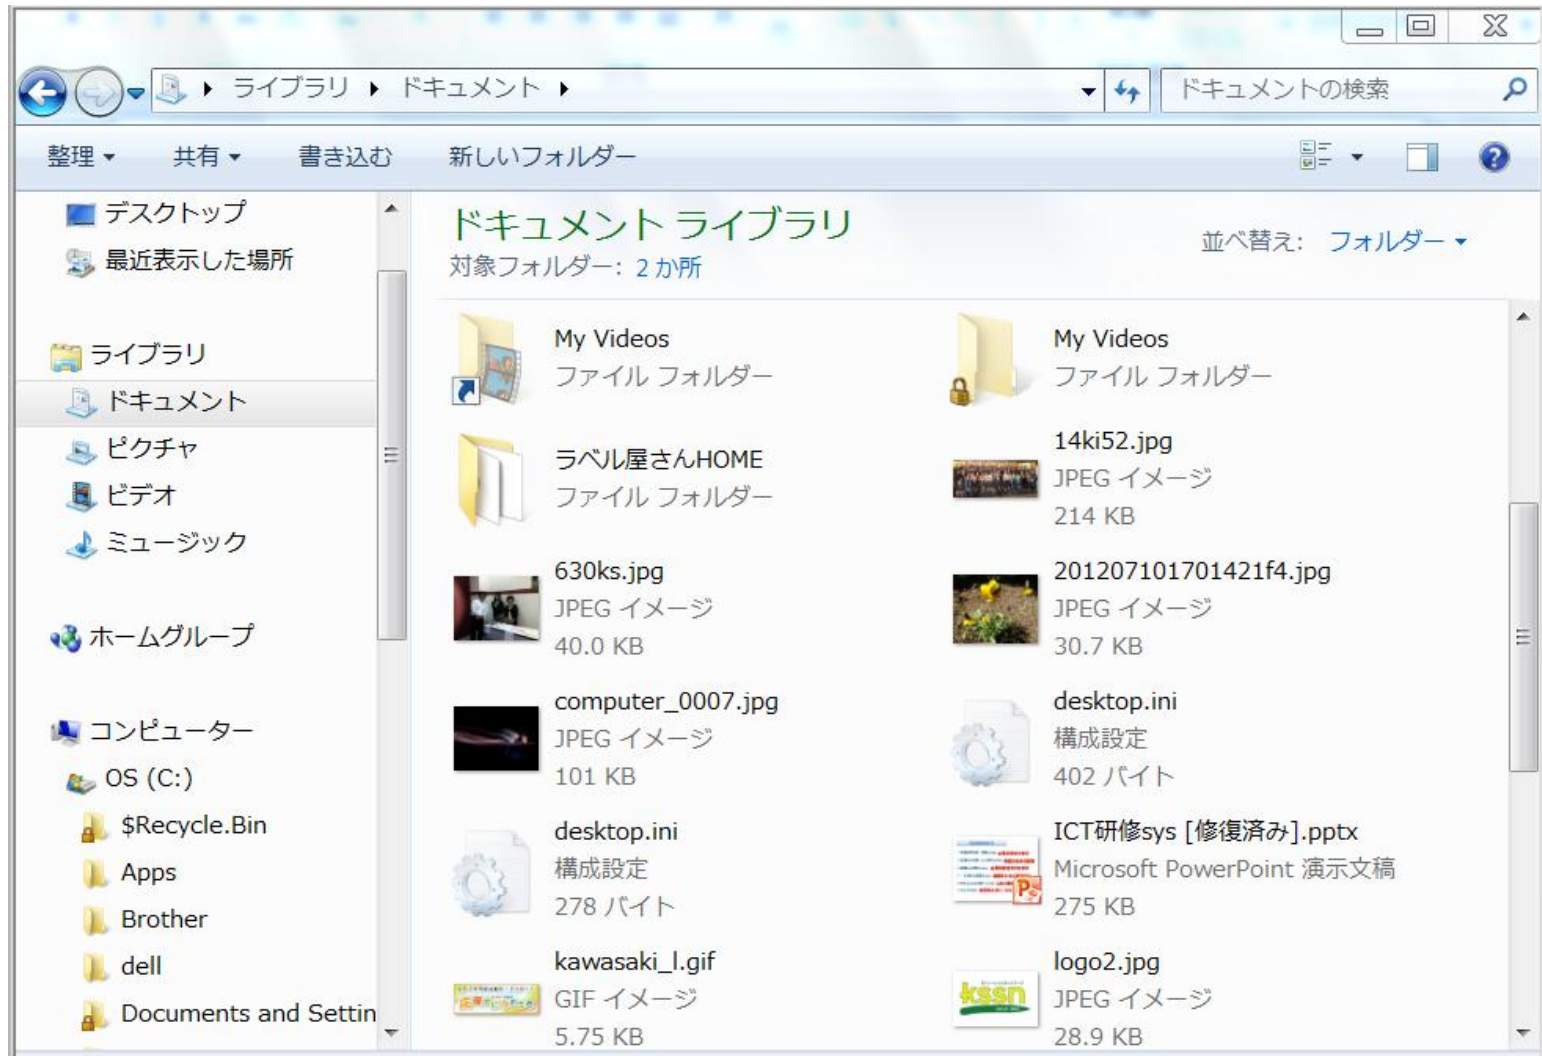 ライブラリ ドキュメント
ドキュメントの検索
整理 共有 書き込む 新しいフォルダー
デスクトップ
最近表示した場所
ライブラリ
ドキュメント
ピクチャ
ビデオ
ミュージック
ホームグループ
コンピューター
OS (C:)
$Recycle.Bin
Apps
Brother
dell
Documents and Settin
ドキュメント ライブラリ
対象フォルダー: 2 か所
並べ替え: フォルダー
My Videos
ファイル フォルダー
My Videos
ファイル フォルダー
ラベル屋さんHOME
ファイル フォルダー
14ki52.jpg
JPEG イメージ
214 KB
630ks.jpg
JPEG イメージ
40.0 KB
201207101701421f4.jpg
JPEG イメージ
30.7 KB
computer_0007.jpg
JPEG イメージ
101 KB
desktop.ini
構成設定
402 バイト
desktop.ini
構成設定
278 バイト
ICT研修sys [修復済み].pptx
Microsoft PowerPoint 演示文稿
275 KB
kawasaki_l.gif
GIF イメージ
5.75 KB
kssn
logo2.jpg
JPEG イメージ
28.9 KB